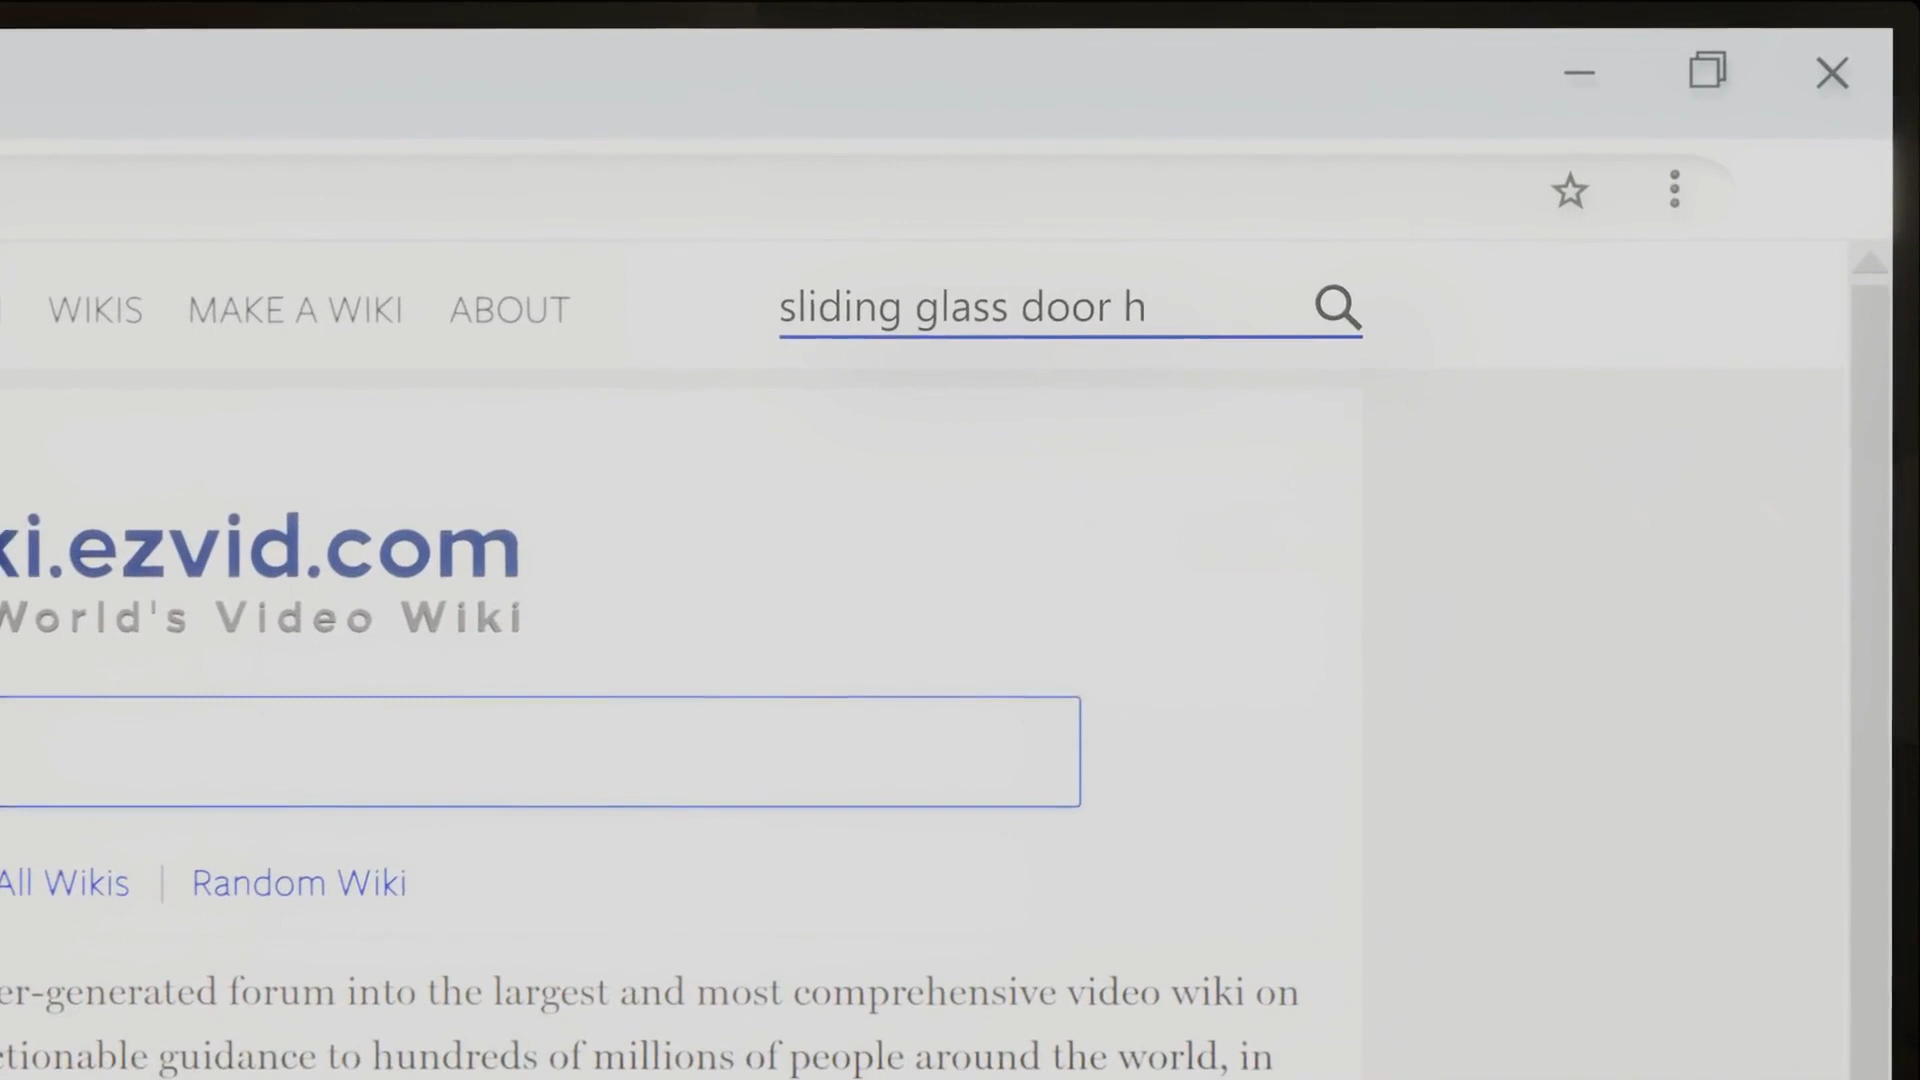 WIKIS MAKE A WIKI ABOUT sliding glass door h
ki.ezvid.com
World's Video Wiki
All Wikis | Random Wiki
er-generated forum into the largest and most comprehensive video wiki on
ctionable guidance to hundreds of millions of people around the world, in